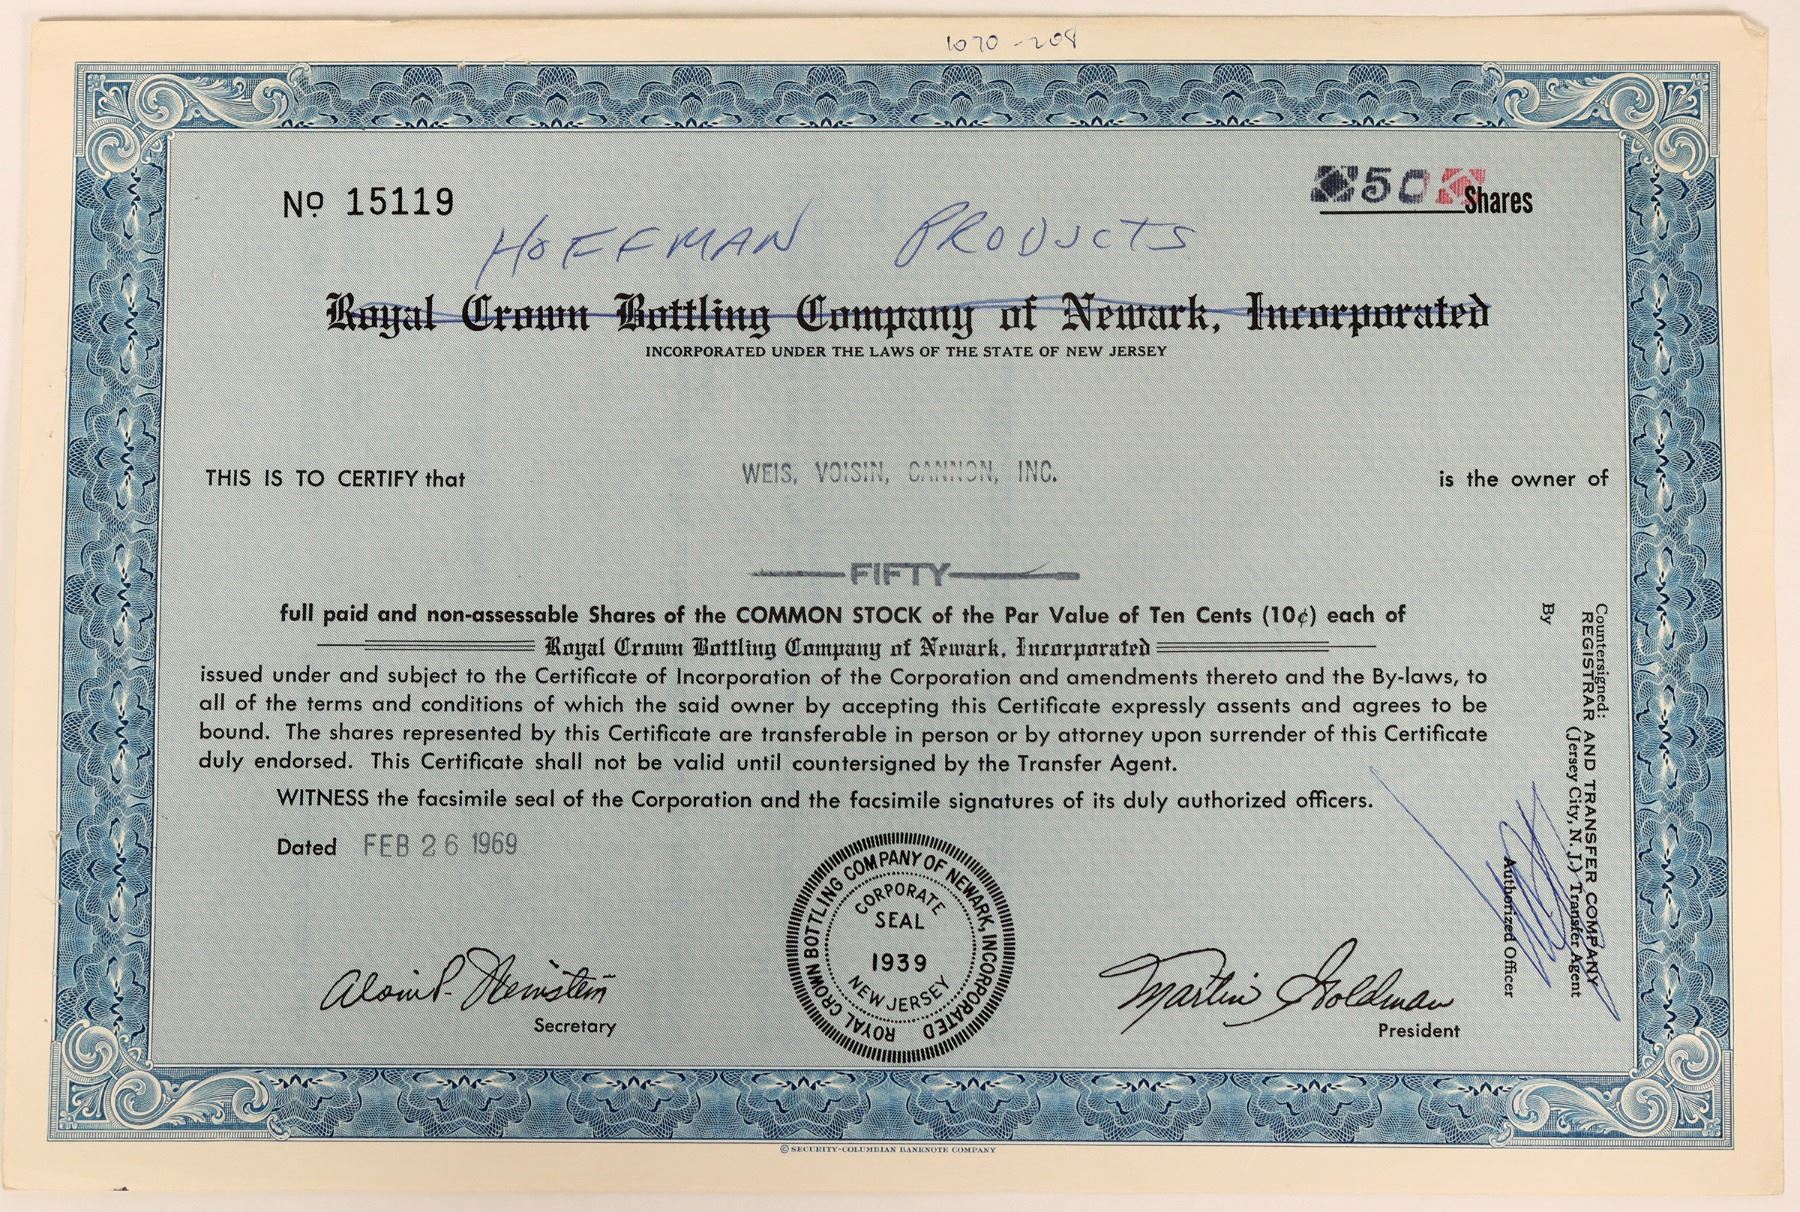 1070-208
No 15119
50 Shares
HOFFMAN PRODUCTS
Royal Crown Bottling Company of Newark, Incorporated
INCORPORATED UNDER THE LAWS OF THE STATE OF NEW JERSEY
THIS IS TO CERTIFY that WEIS, VOISIN, CANNON, INC. is the owner of
FIFTY
full paid and non-assessable Shares of the COMMON STOCK of the Par Value of Ten Cents (10¢) each of
Royal Crown Bottling Company of Newark, Incorporated
issued under and subject to the Certificate of Incorporation of the Corporation and amendments thereto and the By-laws, to
all of the terms and conditions of which the said owner by accepting this Certificate expressly assents and agrees to be
bound. The shares represented by this Certificate are transferable in person or by attorney upon surrender of this Certificate
duly endorsed. This Certificate shall not be valid until countersigned by the Transfer Agent.
WITNESS the facsimile seal of the Corporation and the facsimile signatures of its duly authorized officers.
Dated FEB 26 1969
ROYAL CROWN BOTTLING COMPANY OF NEWARK, INCORPORATED
CORPORATE
SEAL
1939
NEW JERSEY
Secretary
Martin Goldman
President
Countersigned:
REGISTRAR AND TRANSFER COMPANY
(Jersey City, N. J.) Transfer Agent
By
Authorized Officer
© SECURITY-COLUMBIAN BANKNOTE COMPANY